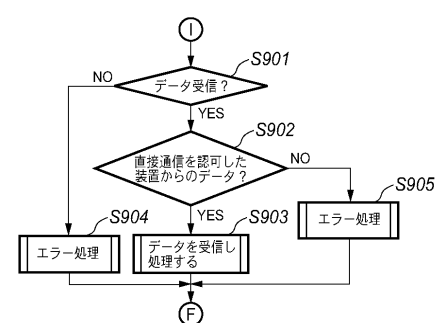 I
S901
データ受信？
NO
YES
S902
直接通信を認可した
装置からのデータ？
NO
YES
S905
エラー処理
S904
エラー処理
S903
データを受信し
処理する
F